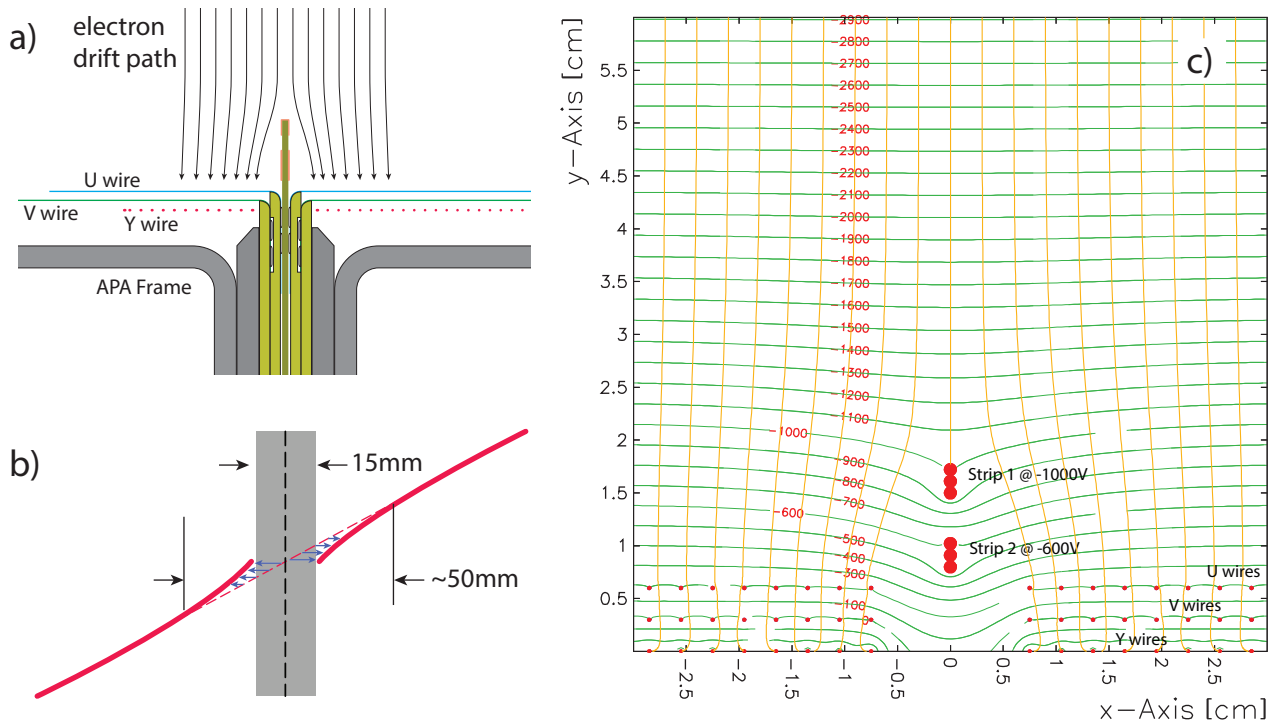 a)
electron
drift path
U wire
V wire
Y wire
APA Frame
b)
15mm
~50mm
c)
y-Axis [cm]
5.5
5
4.5
4
3.5
3
2.5
2
1.5
1
0.5
-2900
-2800
-2700
-2600
-2500
-2400
-2300
-2200
-2100
-2000
-1900
-1800
-1700
-1600
-1500
-1400
-1300
-1200
-1100
-1000
-900
-800
-700
-600
-500
-400
-300
-100
0
Strip 1 @ -1000V
Strip 2 @ -600V
U wires
V wires
Y wires
-2.5
-2
-1.5
-1
-0.5
0
0.5
1
1.5
2
2.5
x-Axis [cm]